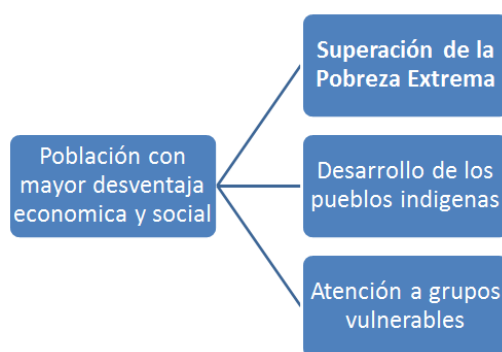 Superación de la
Pobreza Extrema
Población con
mayor desventaja
economica y social
Desarrollo de los
pueblos indigenas
Atención a grupos
vulnerables